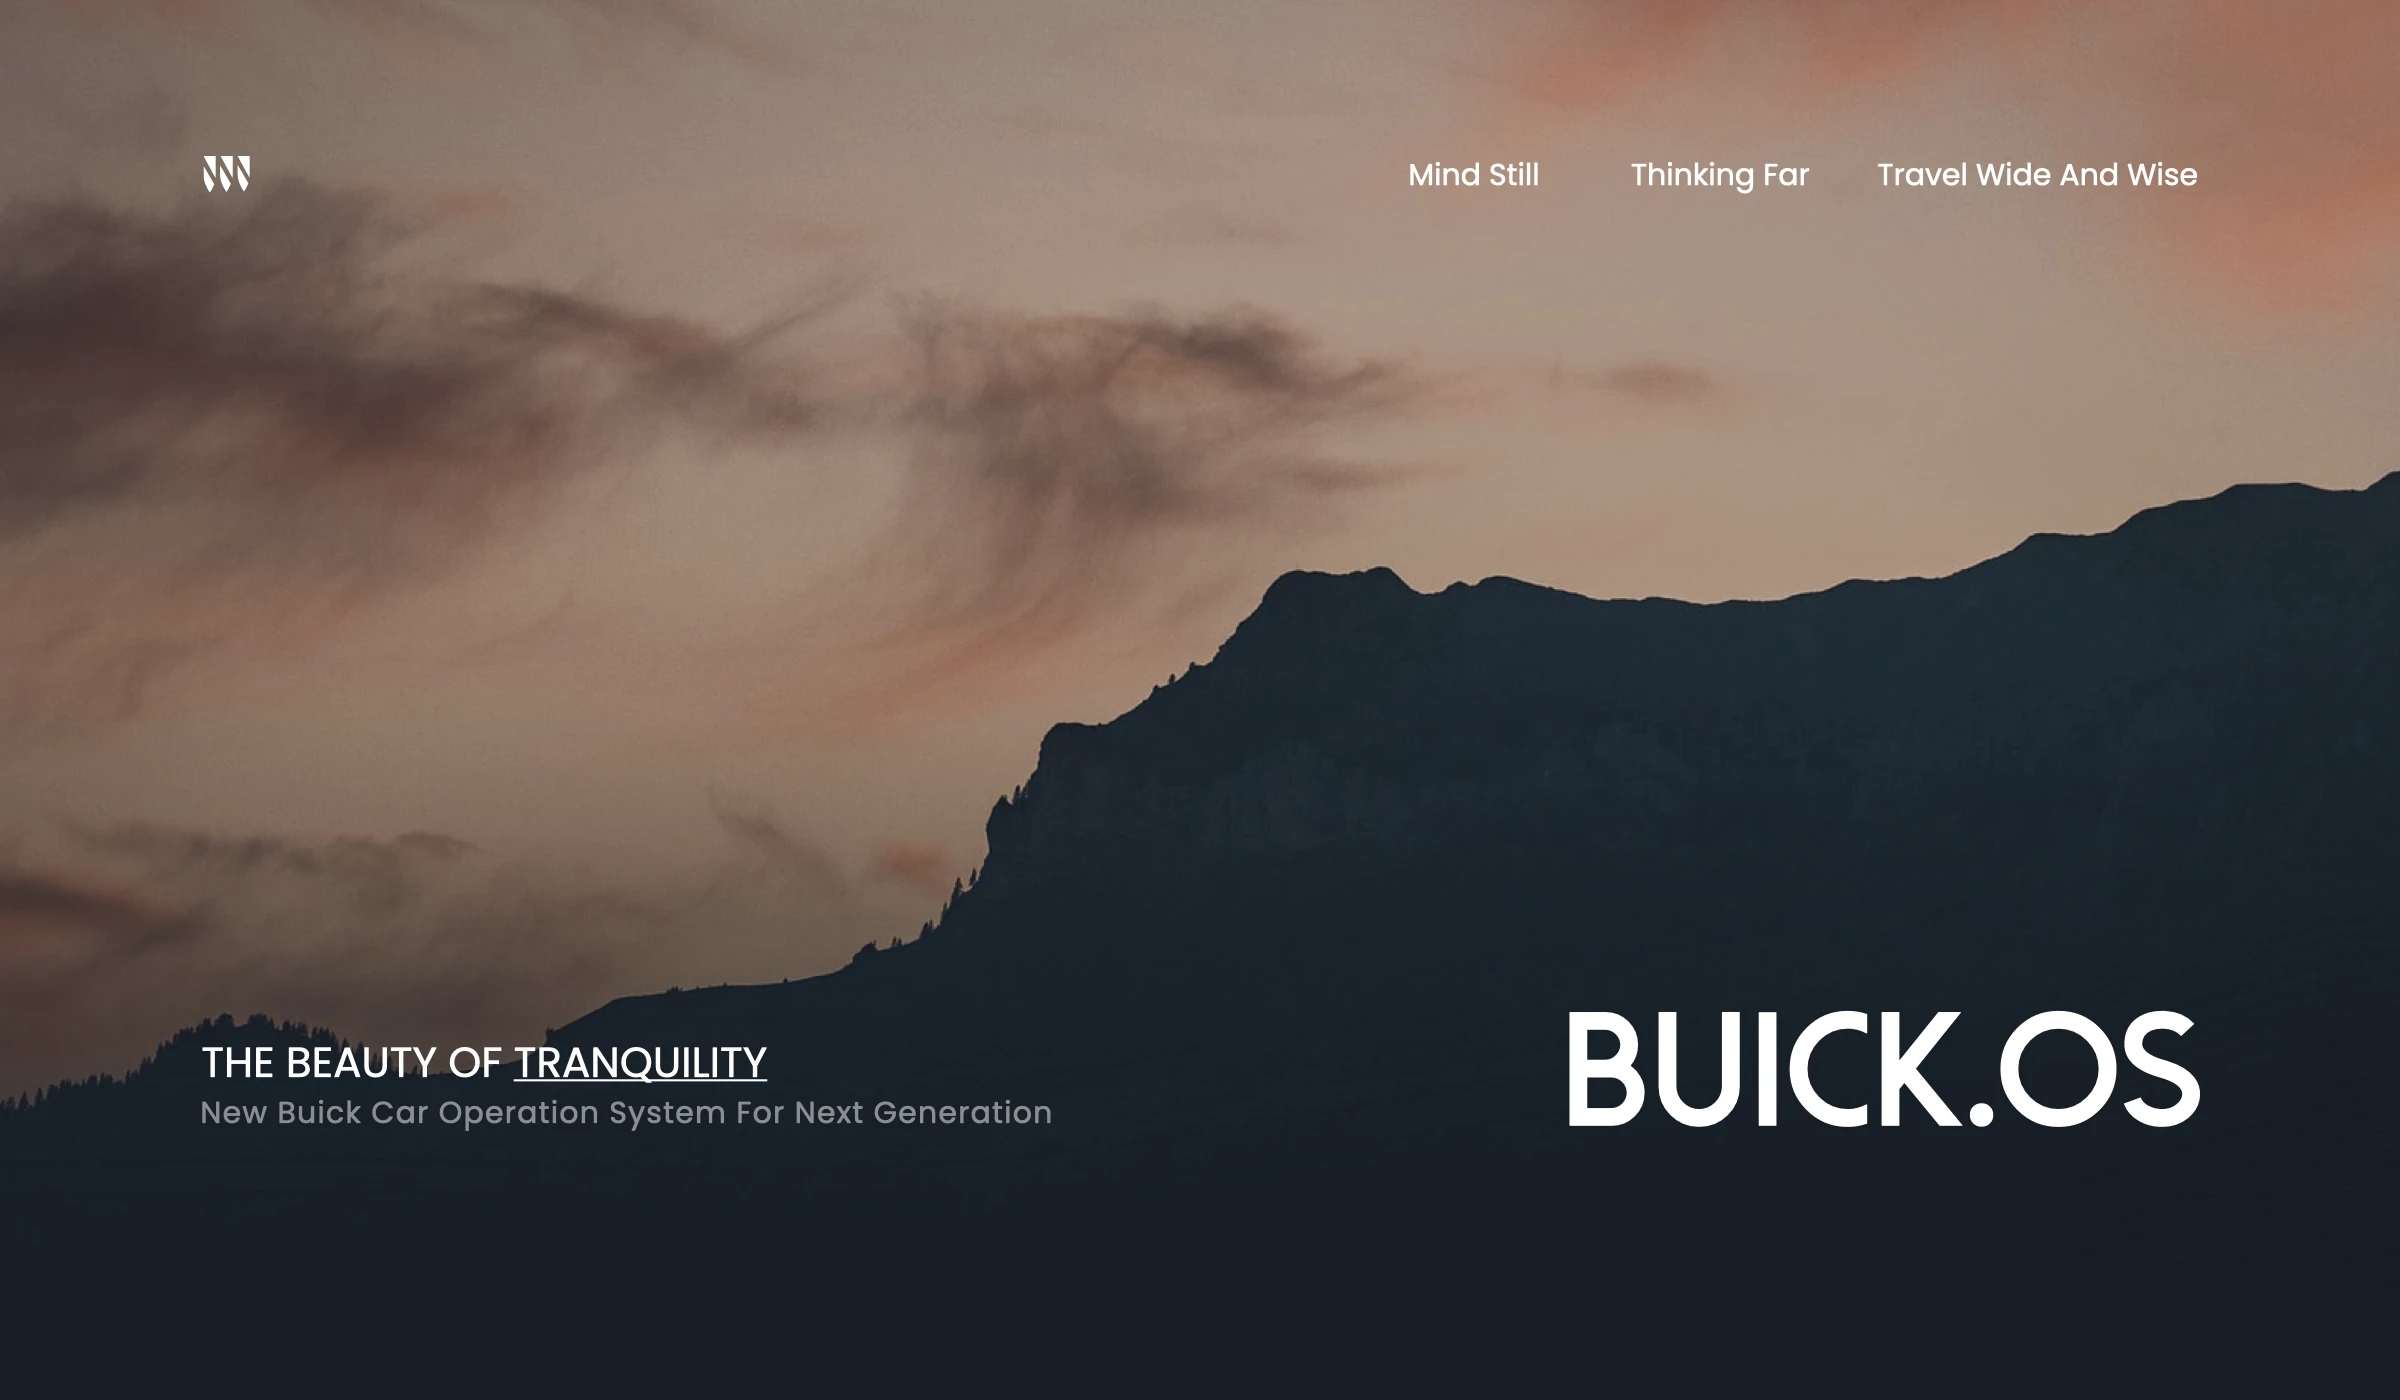 Mind Still
Thinking Far
Travel Wide And Wise
THE BEAUTY OF TRANQUILITY
New Buick Car Operation System For Next Generation
BUICK.OS